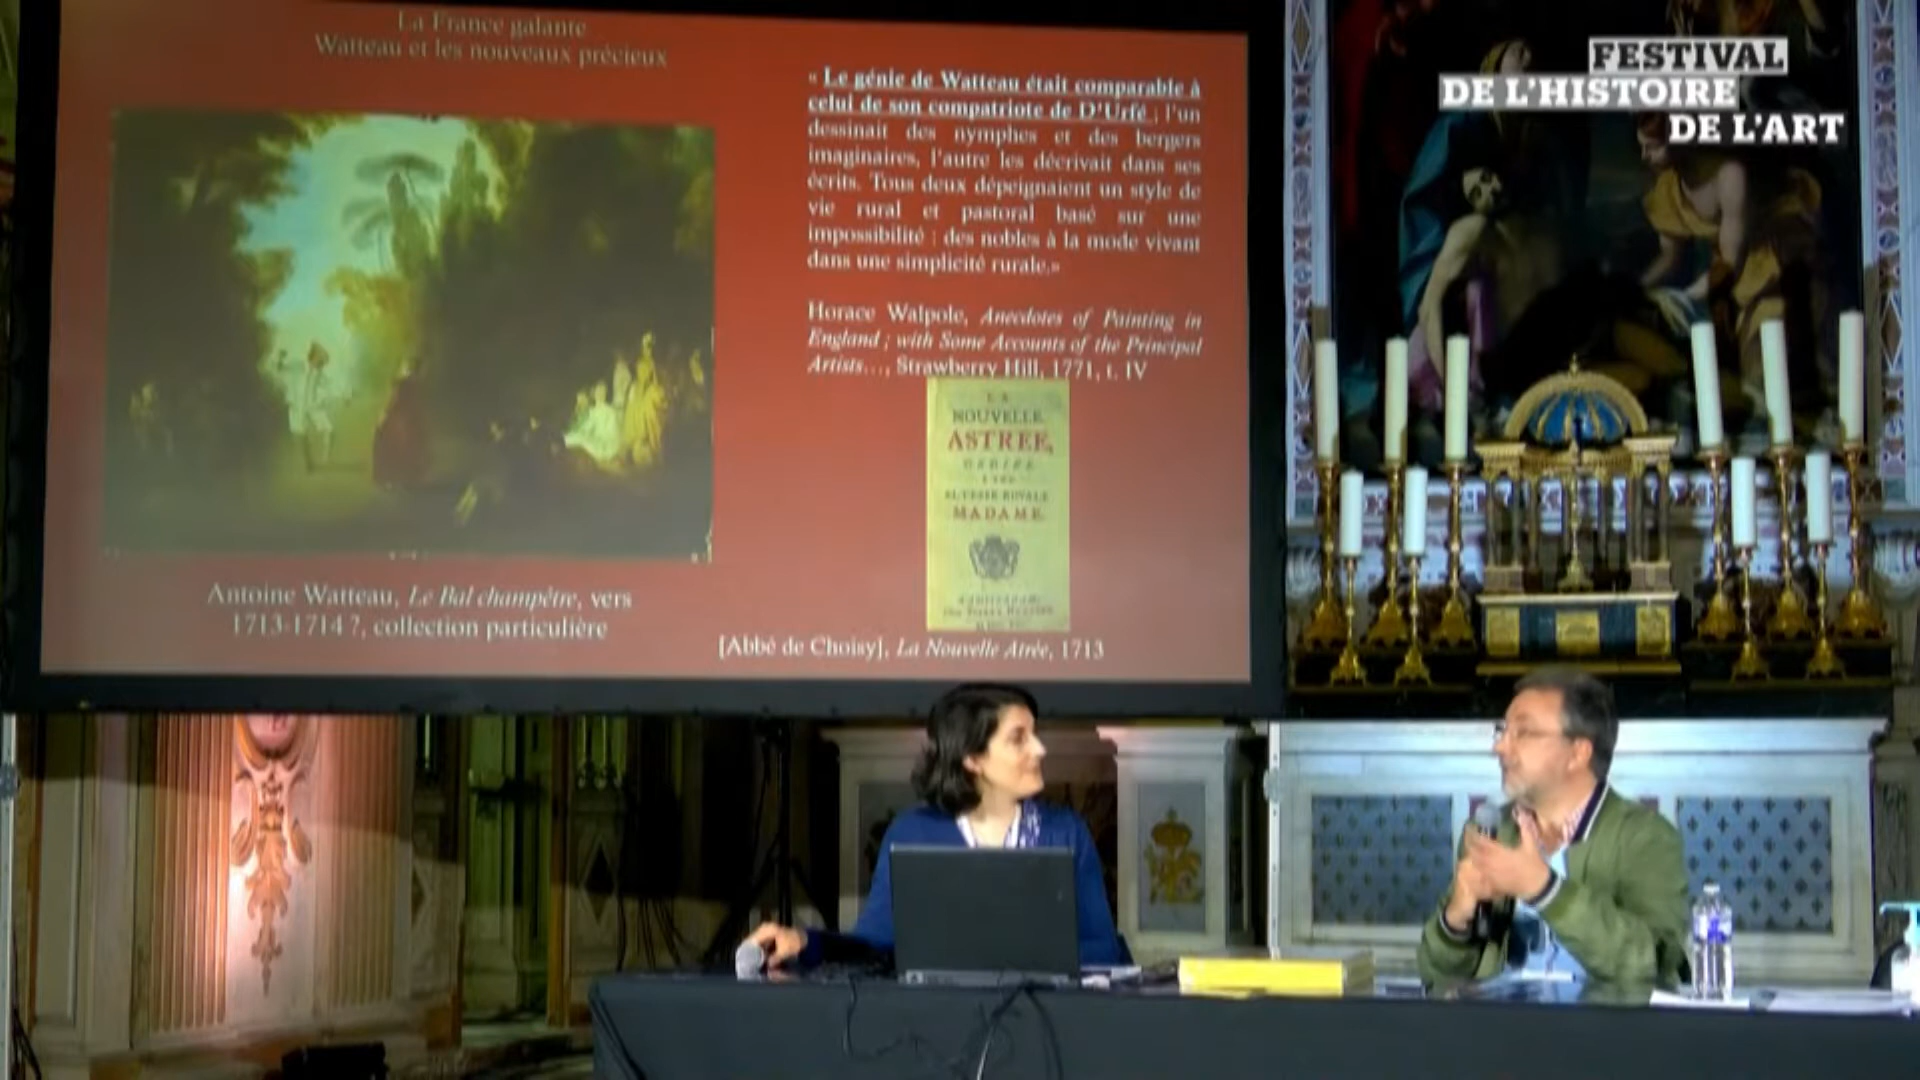 La France galante
Watteau et les nouveaux précieux
« Le génie de Watteau était comparable à
celui de son compatriote de D'Urfé ; l'un
dessinait des nymphes et des bergers
imaginaires, l'autre les décrivait dans ses
écrits. Tous deux dépeignaient un style de
vie rural et pastoral basé sur une
impossibilité : des nobles à la mode vivant
dans une simplicité rurale.»
Horace Walpole, Anecdotes of Painting in
England ; with Some Accounts of the Principal
Artists…, Strawberry Hill, 1771, t. IV
LA
NOUVELLE
ASTREE,
DEDIÉE
ALTESSE ROYALE
MADAME.
Antoine Watteau, Le Bal champêtre, vers
1713-1714 ?, collection particulière
[Abbé de Choisy], La Nouvelle Atrée, 1713
FESTIVAL
DE L'HISTOIRE
DE L'ART